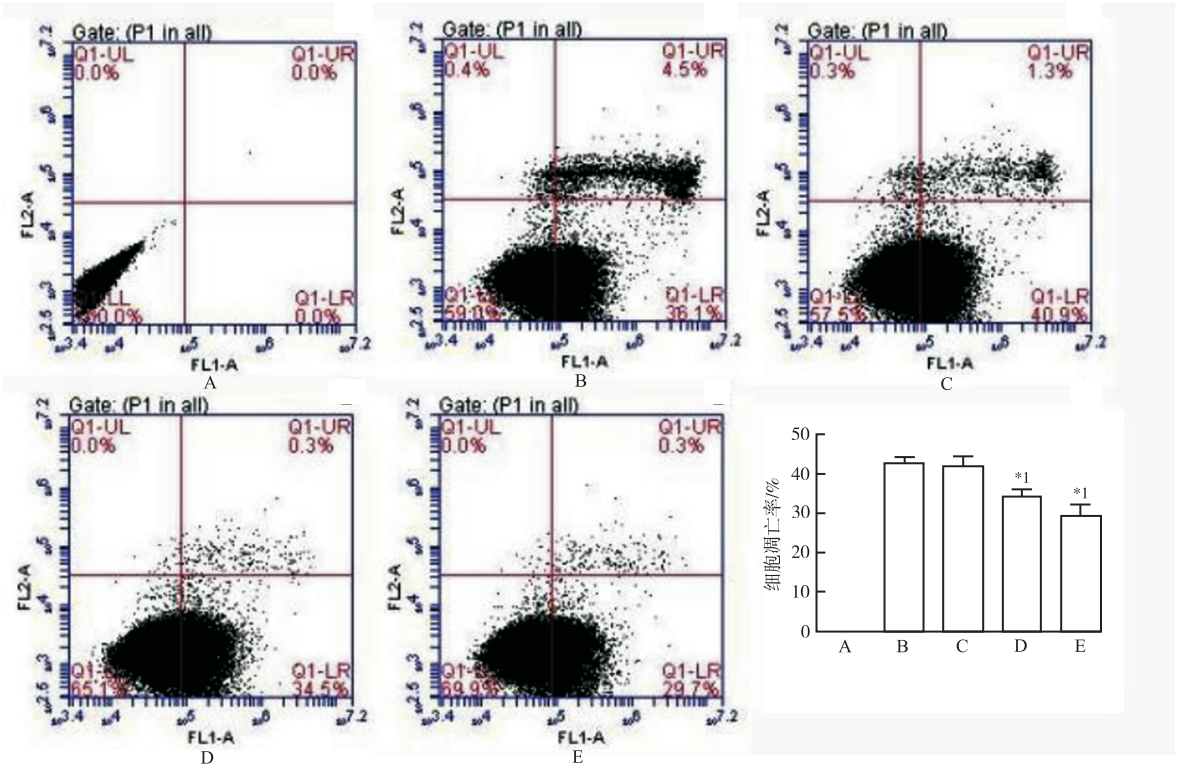 Gate: (P1 in all)
Q1-UL
0.0%
Q1-UR
0.0%
Q1-LR
0.0%
FL2-A
FL1-A
A
Gate: (P1 in all)
Q1-UL
0.4%
Q1-UR
4.5%
59.0%
Q1-LR
36.1%
FL2-A
FL1-A
B
Gate: (P1 in all)
Q1-UL
0.3%
Q1-UR
1.3%
57.5%
Q1-LR
40.9%
FL2-A
FL1-A
C
Gate: (P1 in all)
Q1-UL
0.0%
Q1-UR
0.3%
65.1%
Q1-LR
34.5%
FL2-A
FL1-A
D
Gate: (P1 in all)
Q1-UL
0.0%
Q1-UR
0.3%
69.9%
Q1-LR
29.7%
FL2-A
FL1-A
E
细胞凋亡率/%
50
40
30
20
10
0
*1
*1
A B C D E